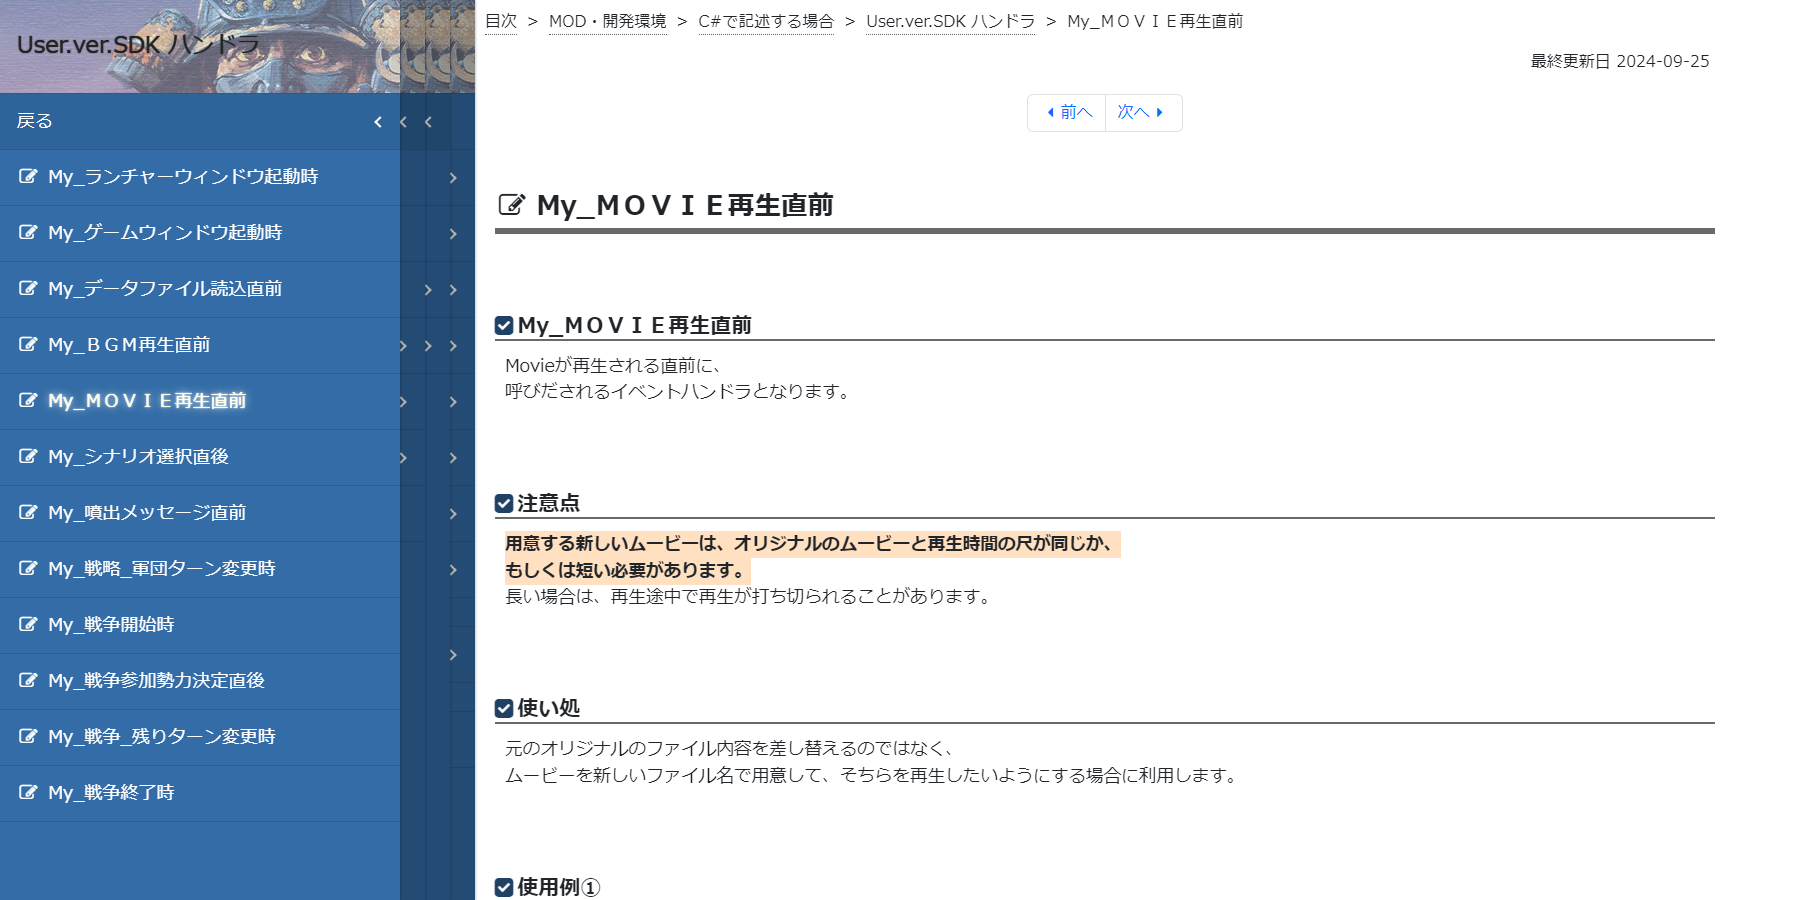 User.ver.SDK ハンドラ
戻る
My_ランチャーウィンドウ起動時
My_ゲームウィンドウ起動時
My_データファイル読込直前
My_ＢＧＭ再生直前
My_ＭＯＶＩＥ再生直前
My_シナリオ選択直後
My_噴出メッセージ直前
My_戦略_軍団ターン変更時
My_戦争開始時
My_戦争参加勢力決定直後
My_戦争_残りターン変更時
My_戦争終了時
目次 > MOD・開発環境 > C#で記述する場合 > User.ver.SDK ハンドラ > My_ＭＯＶＩＥ再生直前
最終更新日 2024-09-25
前へ 次へ
My_ＭＯＶＩＥ再生直前
My_ＭＯＶＩＥ再生直前
Movieが再生される直前に、
呼びだされるイベントハンドラとなります。
注意点
用意する新しいムービーは、オリジナルのムービーと再生時間の尺が同じか、
もしくは短い必要があります。
長い場合は、再生途中で再生が打ち切られることがあります。
使い処
元のオリジナルのファイル内容を差し替えるのではなく、
ムービーを新しいファイル名で用意して、そちらを再生したいようにする場合に利用します。
使用例①